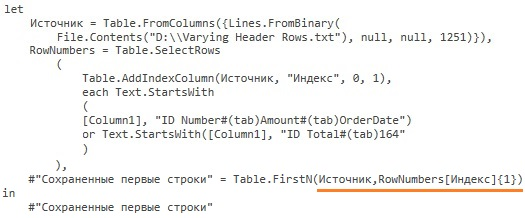 let
Источник = Table.FromColumns({Lines.FromBinary(
File.Contents("D:\\Varying Header Rows.txt"), null, null, 1251)}),
RowNumbers = Table.SelectRows
(
Table.AddIndexColumn(Источник, "Индекс", 0, 1),
each Text.StartsWith
(
[Column1], "ID Number#(tab)Amount#(tab)OrderDate")
or Text.StartsWith([Column1], "ID Total#(tab)164"
)
),
#"Сохраненные первые строки" = Table.FirstN(Источник,RowNumbers[Индекс]{1})
in
#"Сохраненные первые строки"